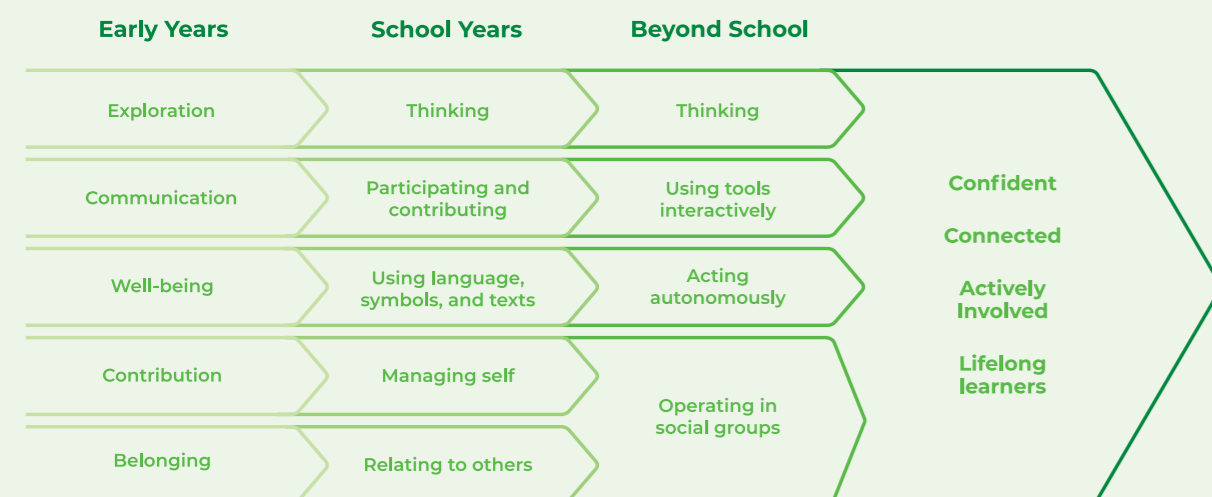 Early Years
School Years
Beyond School
Exploration
Thinking
Thinking
Communication
Participating and
contributing
Using tools
interactively
Well-being
Using language,
symbols, and texts
Acting
autonomously
Contribution
Managing self
Operating in
social groups
Belonging
Relating to others
Confident
Connected
Actively
Involved
Lifelong
learners